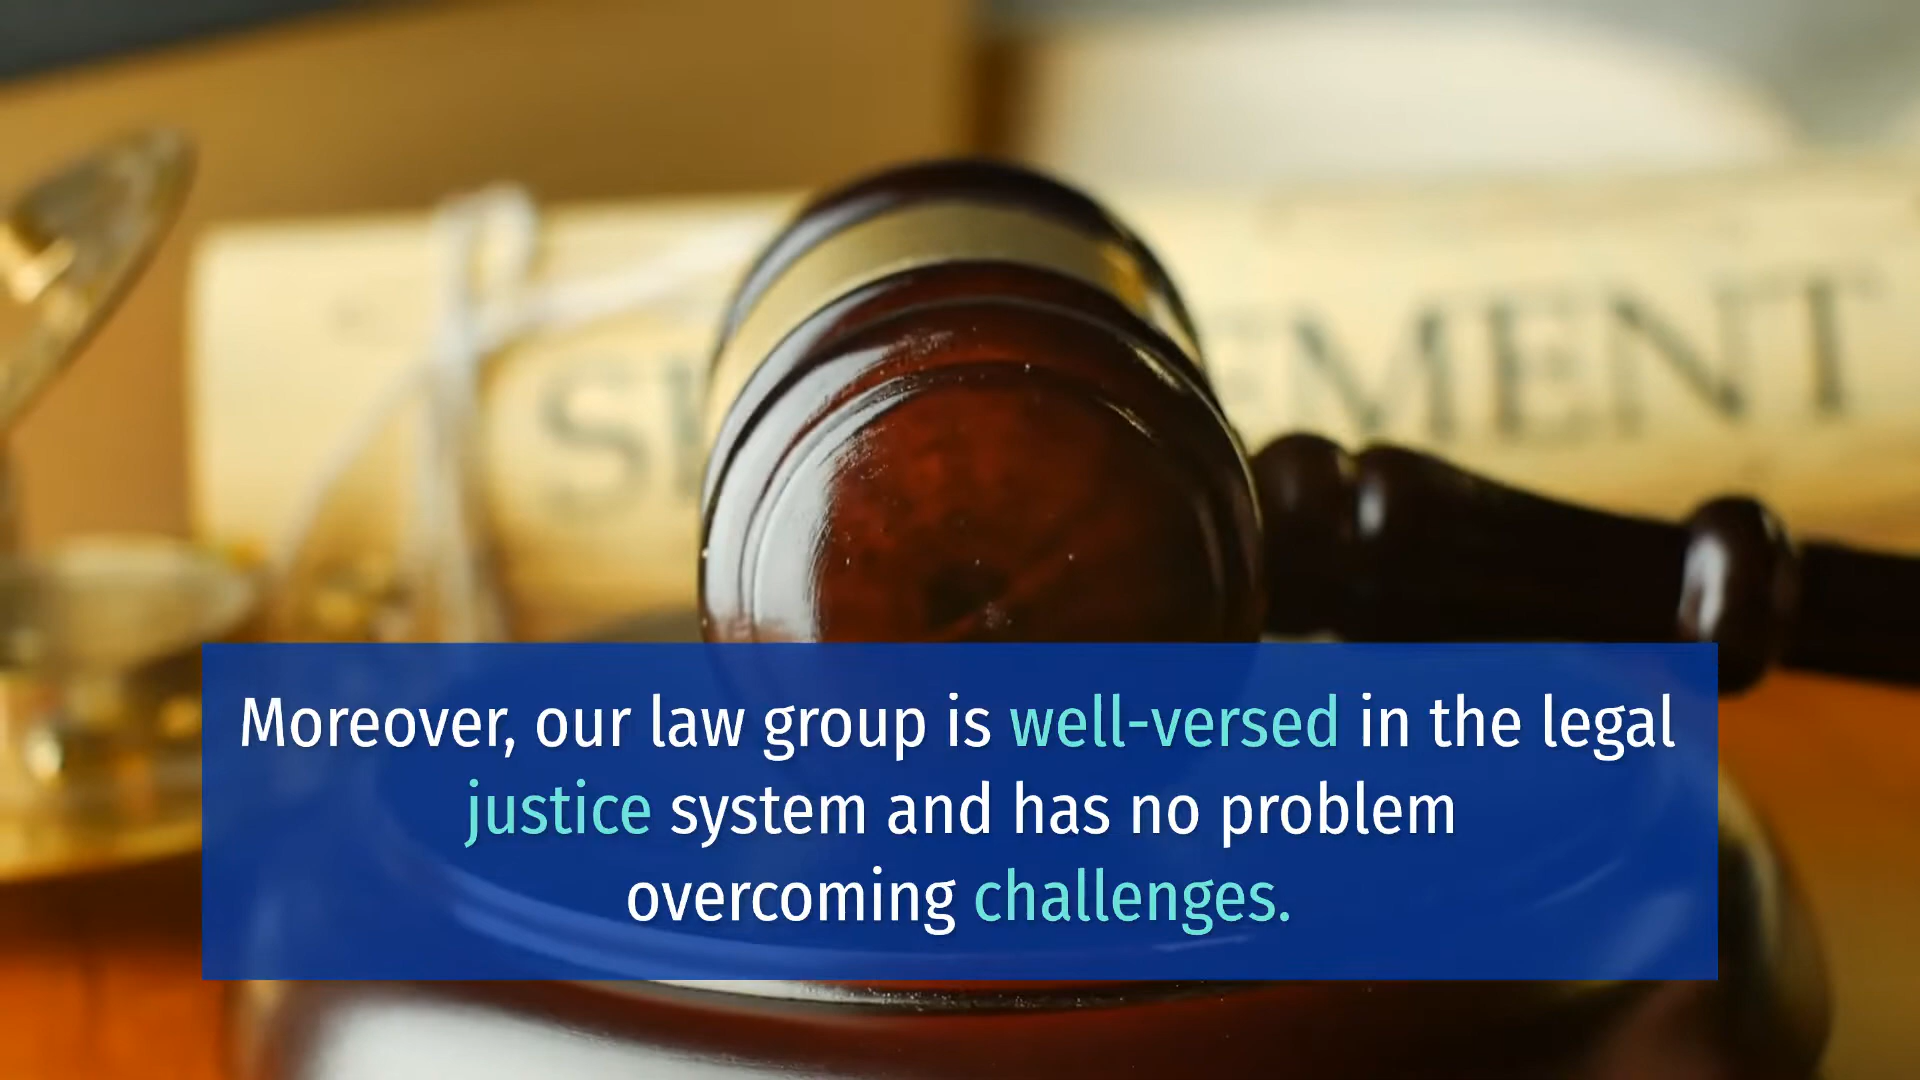 Moreover, our law group is well-versed in the legal
justice system and has no problem
overcoming challenges.